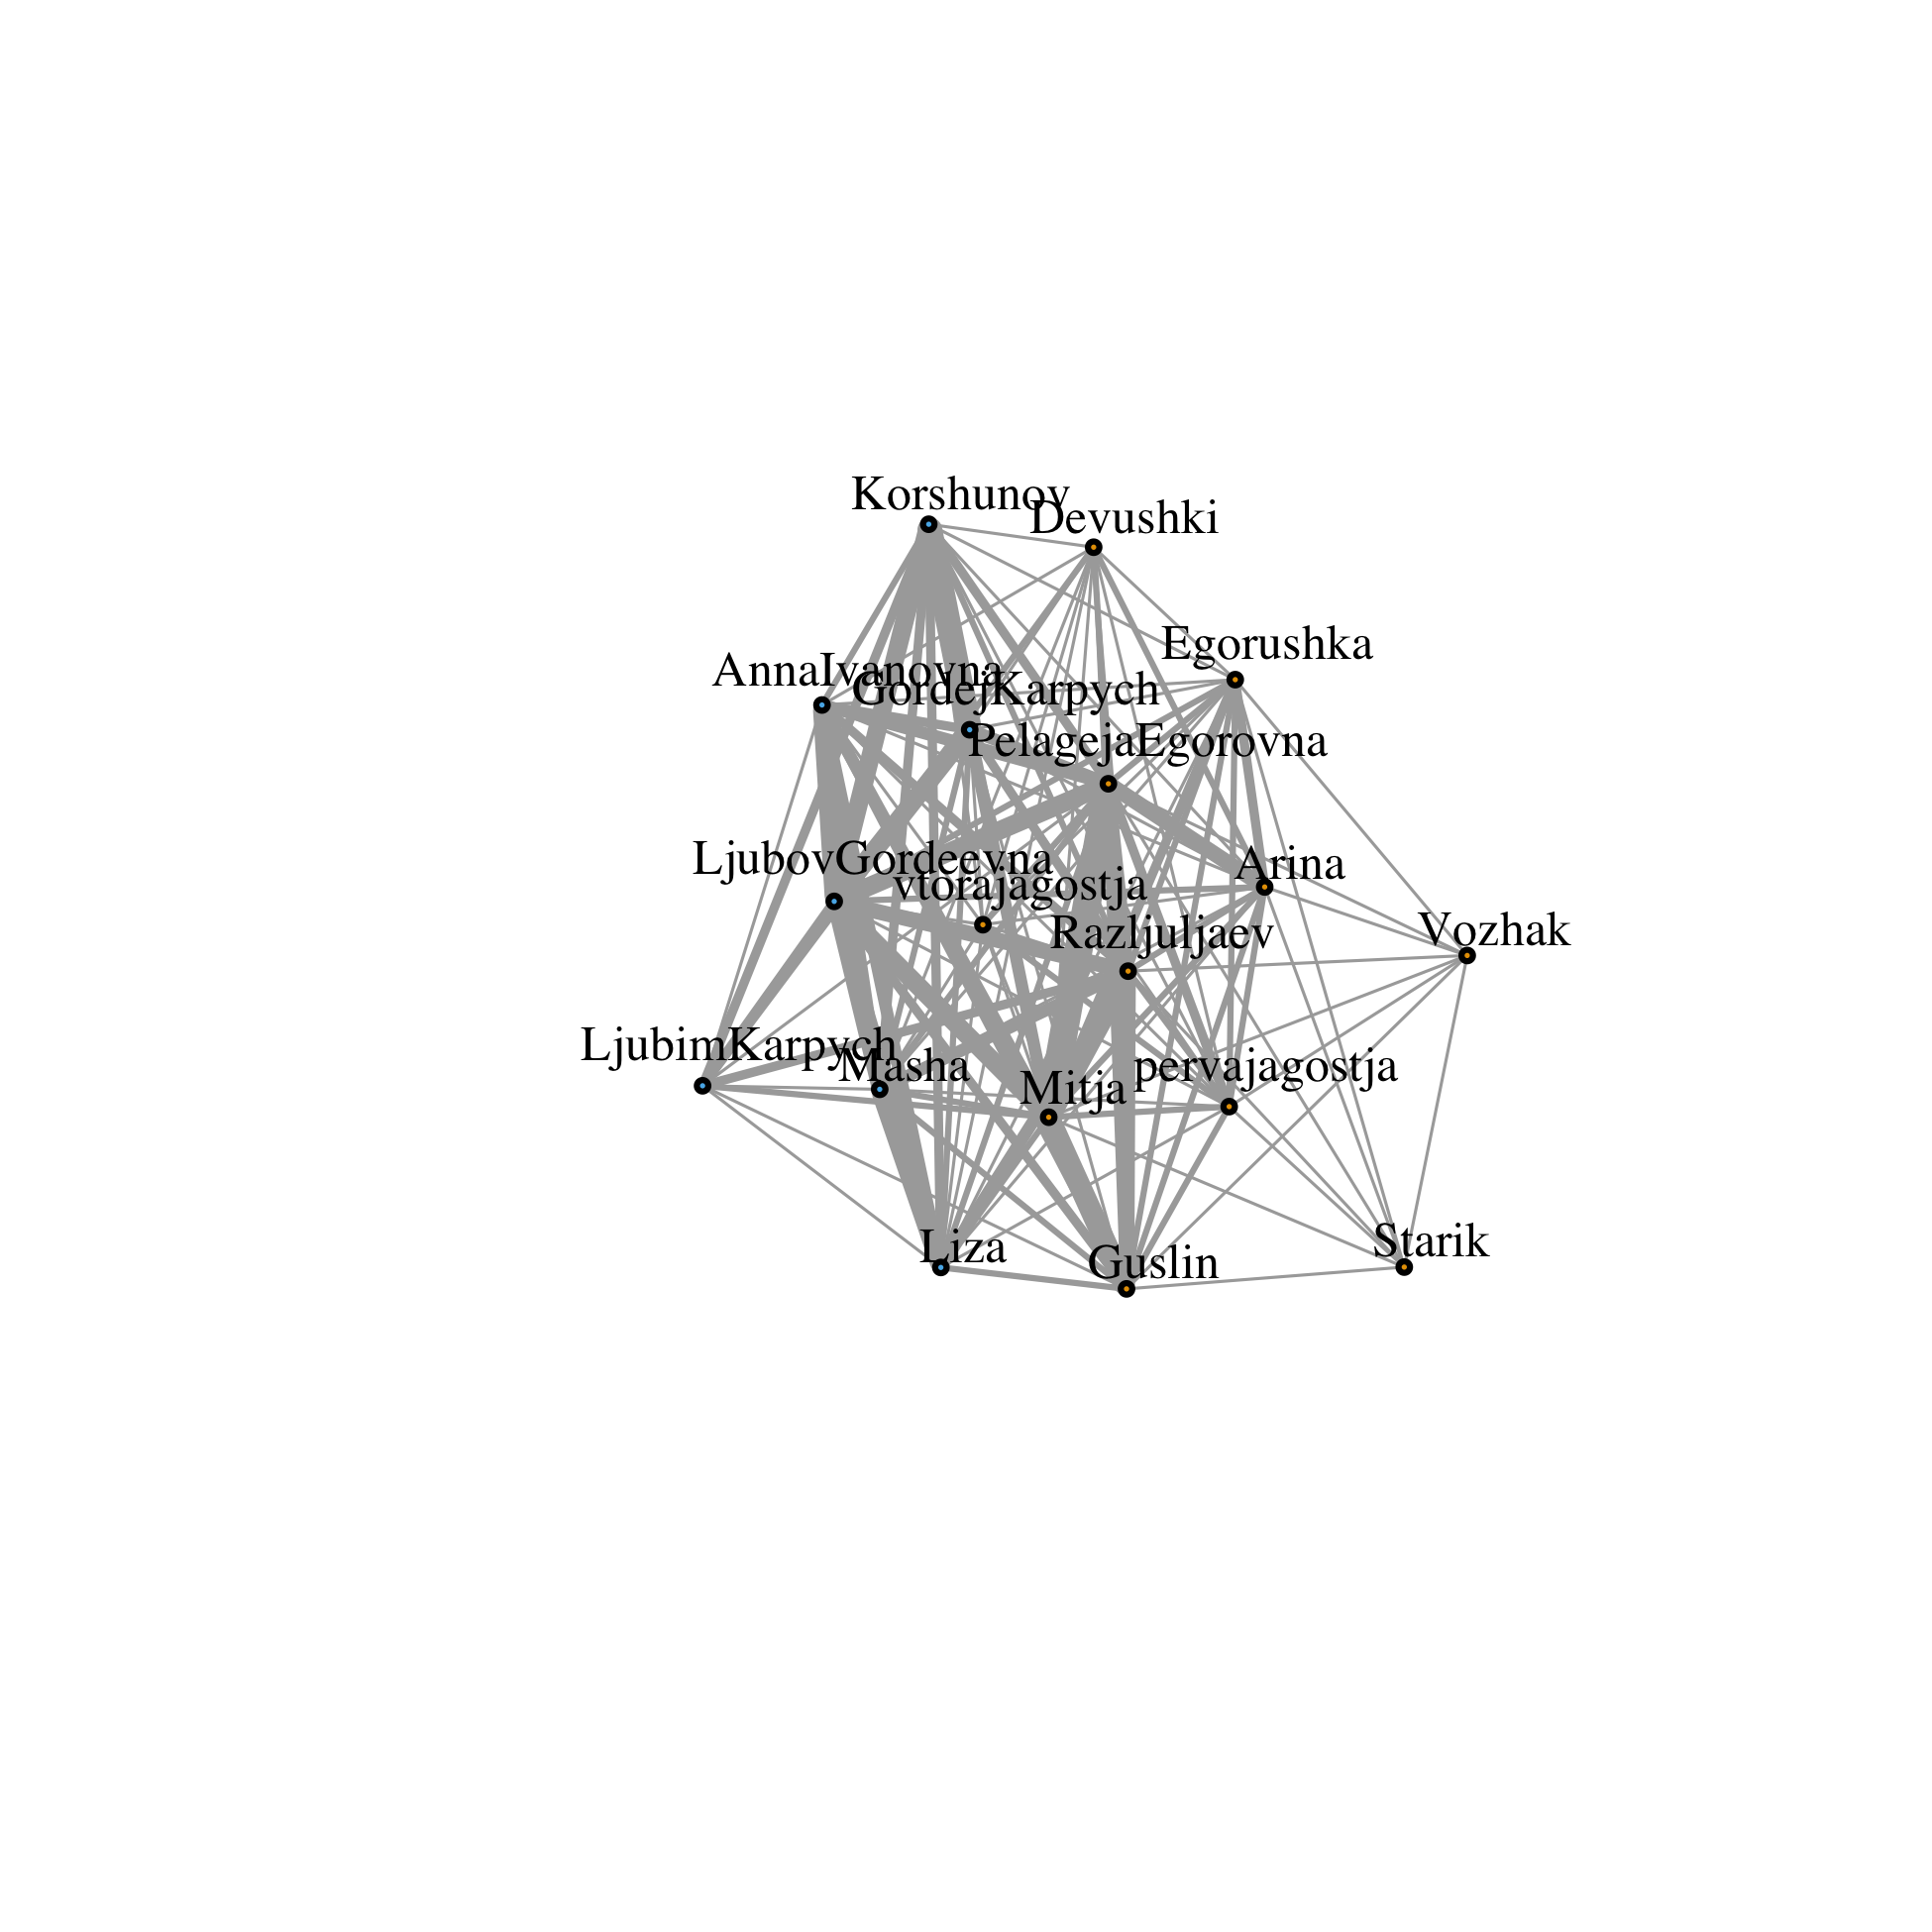 Korshunov
Devushki
Egorushka
AnnaIvanovna
GordejKarpych
PelagejaEgorovna
LjubovGordeevna
Arina
vtorajagostja
Razljuljaev
Vozhak
LjubimKarpych
Masha
pervajagostja
Mitja
Starik
Liza
Guslin